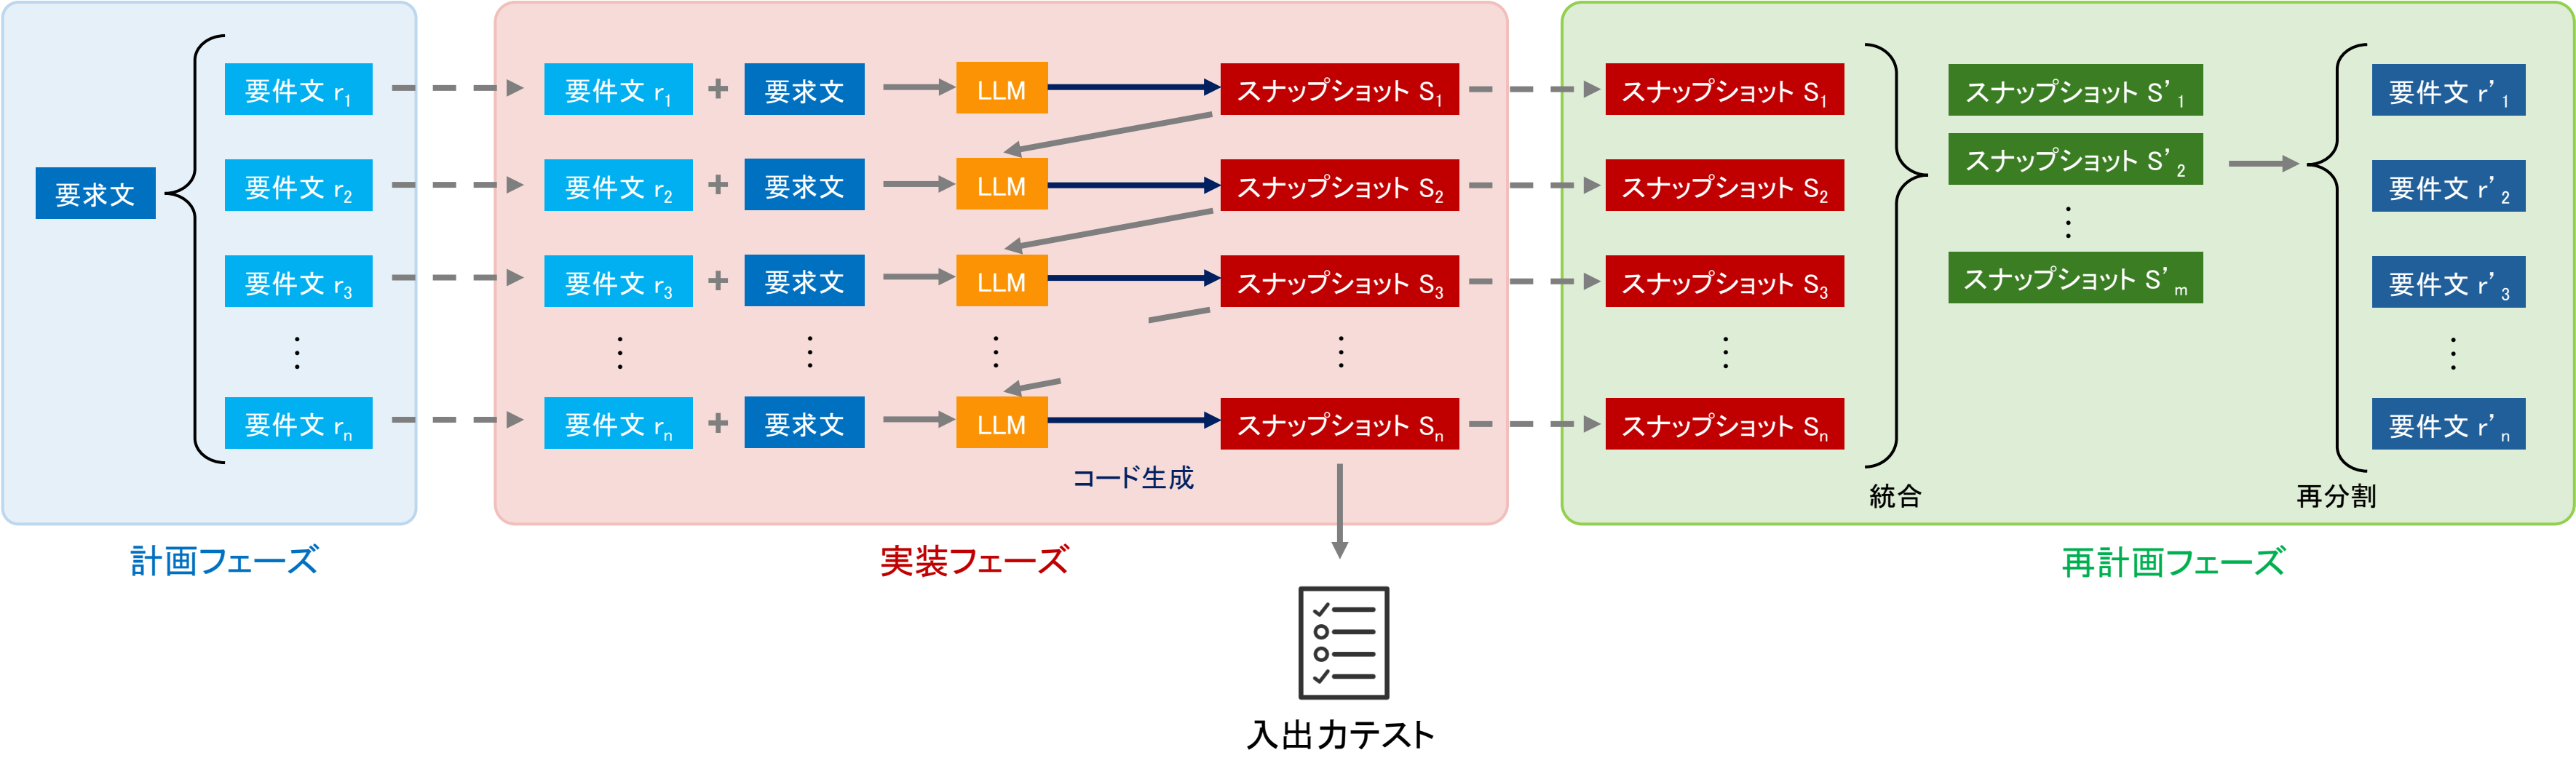 要求文
要件文 r1
要件文 r2
要件文 r3
⋮
要件文 rn
計画フェーズ
要件文 r1 + 要求文 LLM スナップショット S1
要件文 r2 + 要求文 LLM スナップショット S2
要件文 r3 + 要求文 LLM スナップショット S3
⋮ ⋮ ⋮ ⋮
要件文 rn + 要求文 LLM スナップショット Sn
コード生成
実装フェーズ
入出力テスト
スナップショット S1
スナップショット S2
スナップショット S3
⋮
スナップショット Sn
統合
スナップショット S’1
スナップショット S’2
⋮
スナップショット S’m
要件文 r’1
要件文 r’2
要件文 r’3
⋮
要件文 r’n
再分割
再計画フェーズ